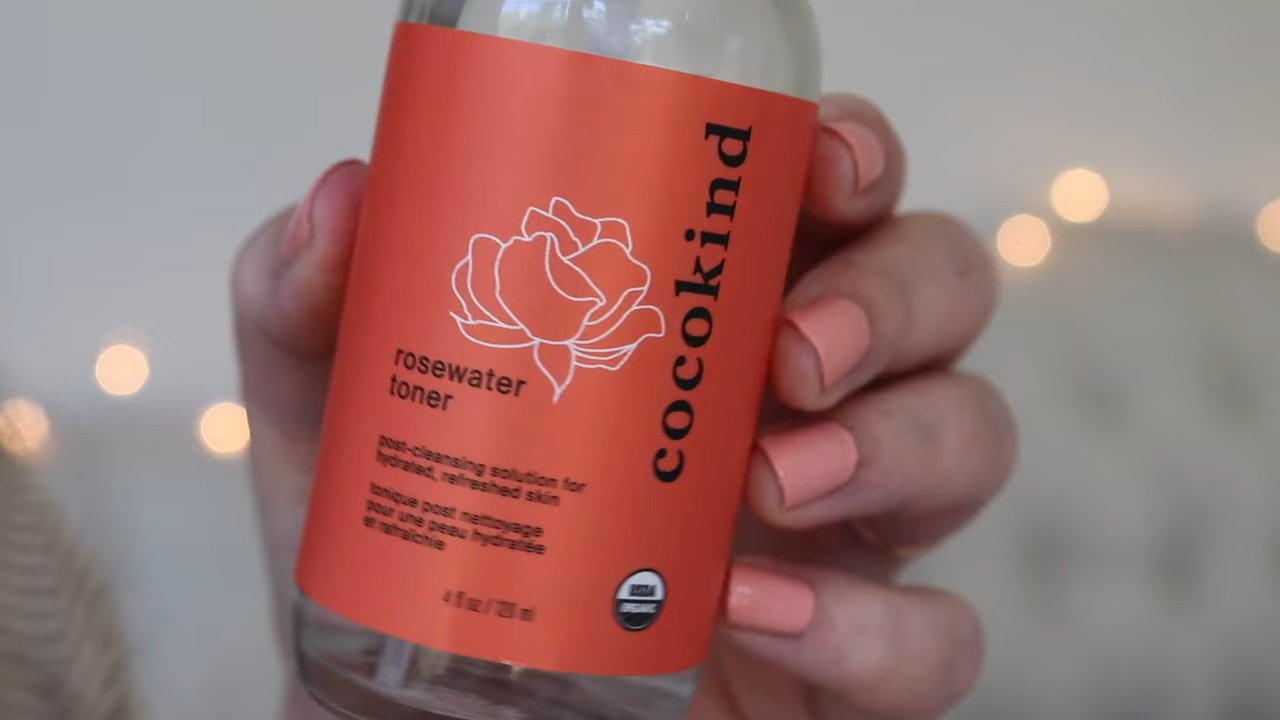 cocokind
rosewater
toner
post-cleansing solution for
hydrated, refreshed skin
tonique post nettoyage
pour une peau hydratée
et rafraîchie
4 fl oz / 120 ml
USDA
ORGANIC